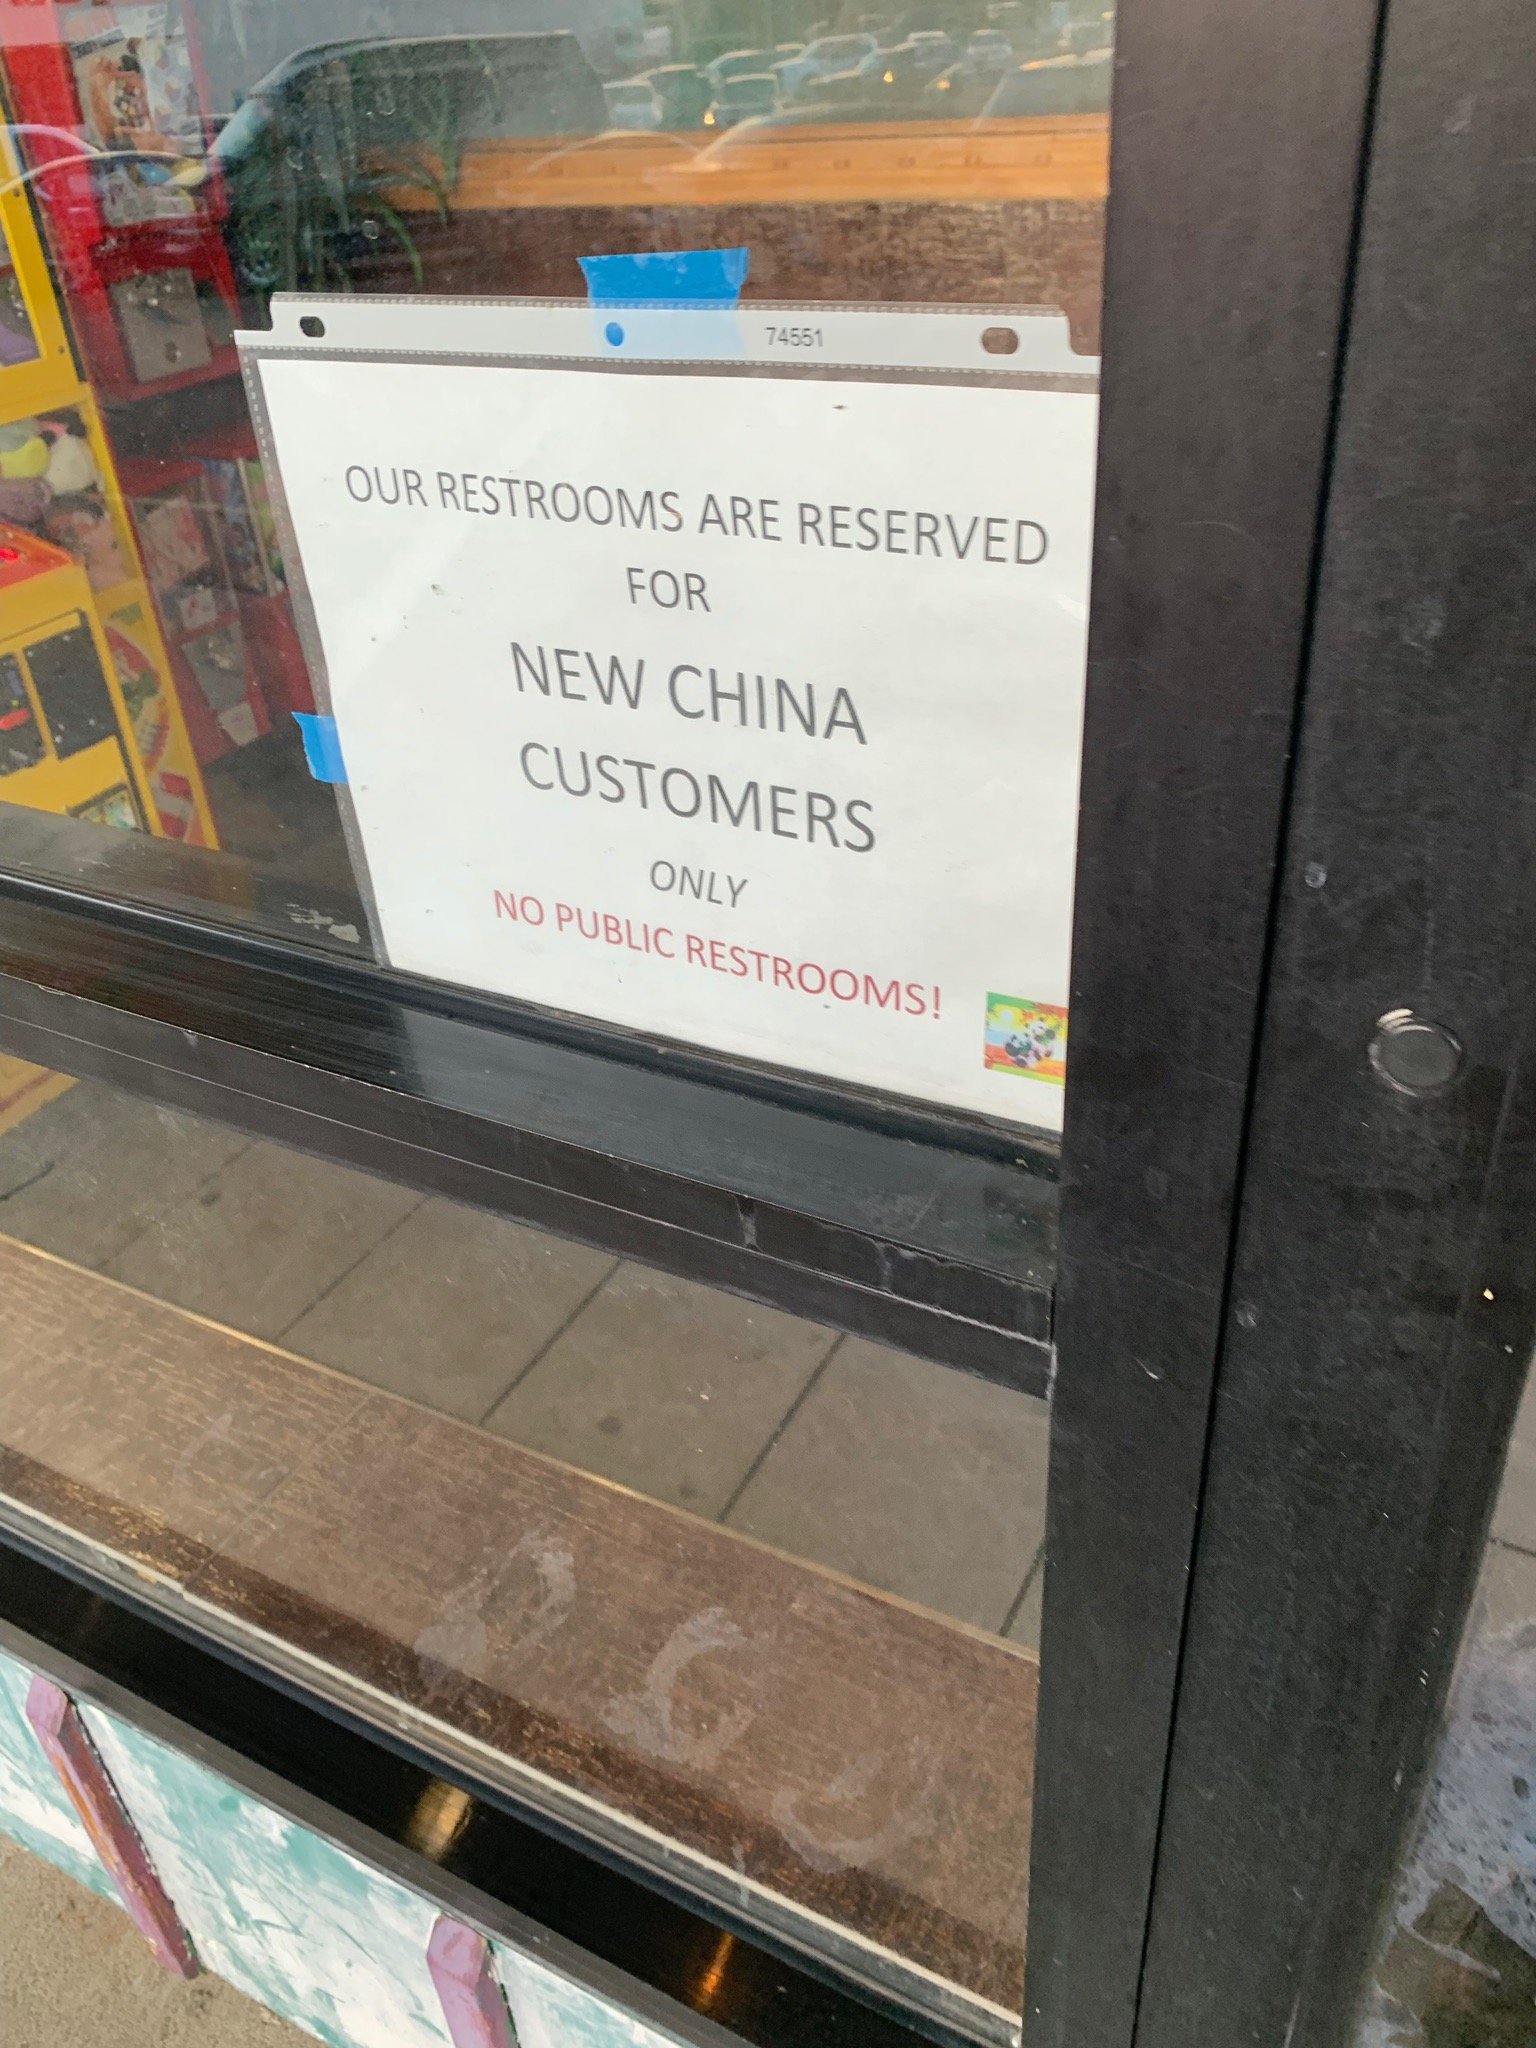 74551
OUR RESTROOMS ARE RESERVED
FOR
NEW CHINA
CUSTOMERS
ONLY
NO PUBLIC RESTROOMS!